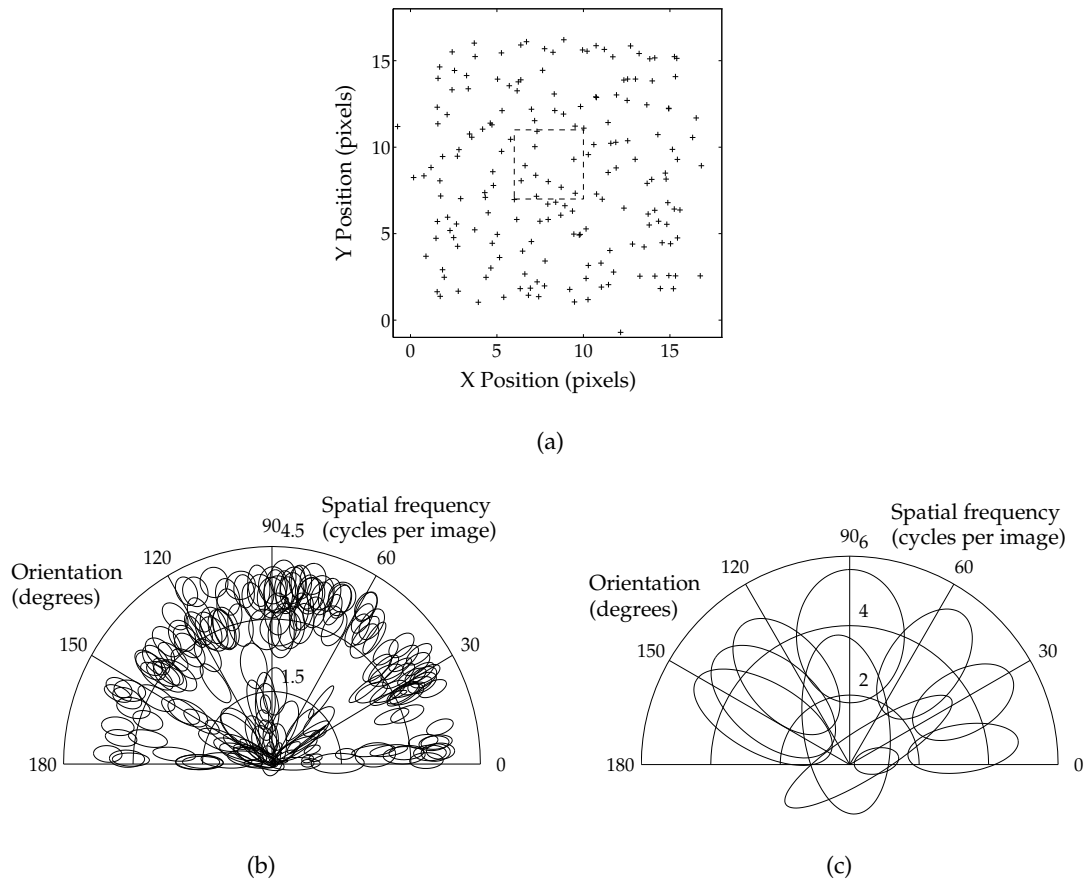 15
10
5
0
Y Position (pixels)
0 5 10 15
X Position (pixels)
(a)
Spatial frequency
(cycles per image)
90 4.5
120 60
Orientation
(degrees)
150 30
1.5
180 0
(b)
Spatial frequency
(cycles per image)
90 6
120 60
Orientation
(degrees)
4
150 30
2
180 0
(c)